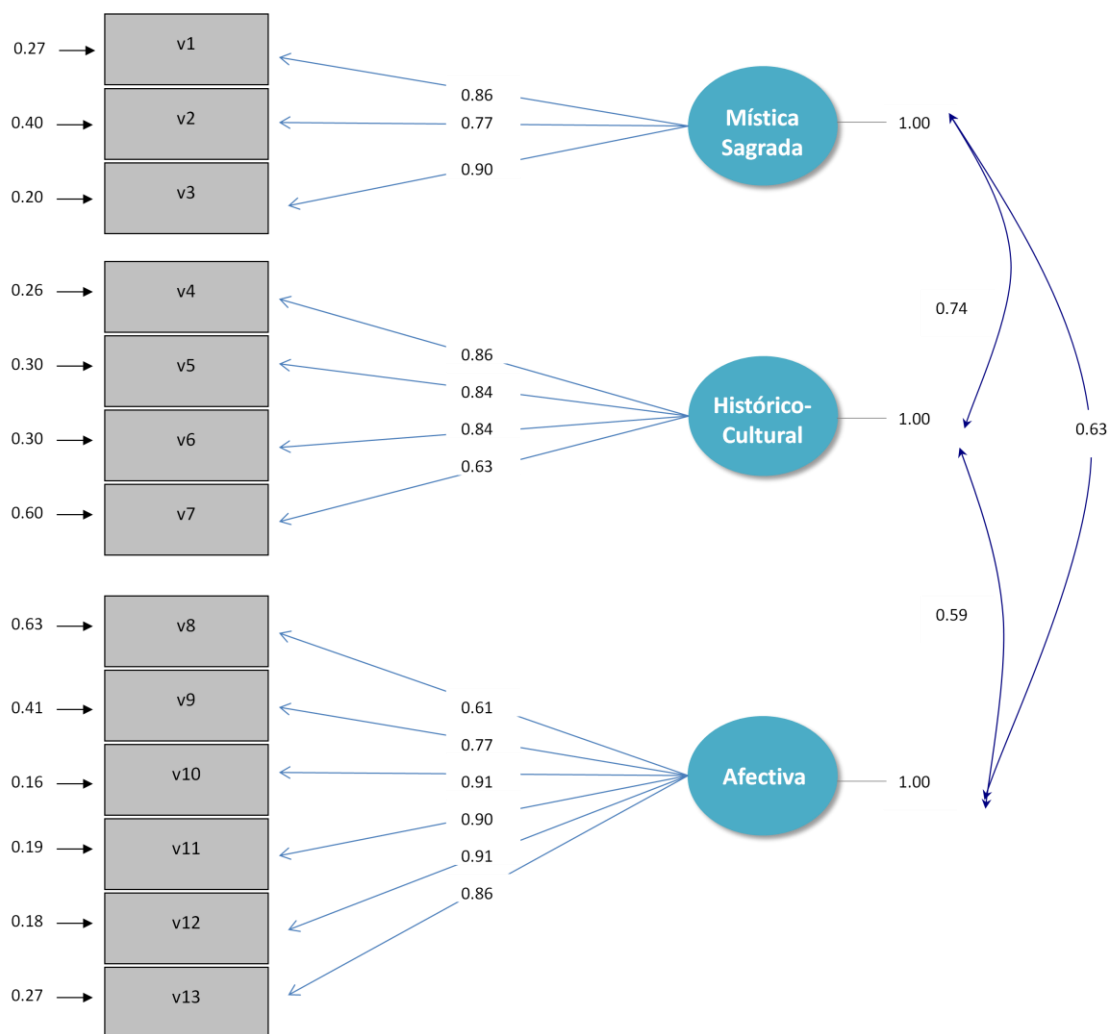 0.27
v1
0.86
Mística
Sagrada
1.00
0.40
v2
0.77
0.20
v3
0.90
0.26
v4
0.86
0.74
0.30
v5
0.84
Histórico-
Cultural
1.00
0.63
0.30
v6
0.84
0.60
v7
0.63
0.63
v8
0.61
0.59
0.41
v9
0.77
0.16
v10
0.91
Afectiva
1.00
0.19
v11
0.90
0.18
v12
0.91
0.27
v13
0.86